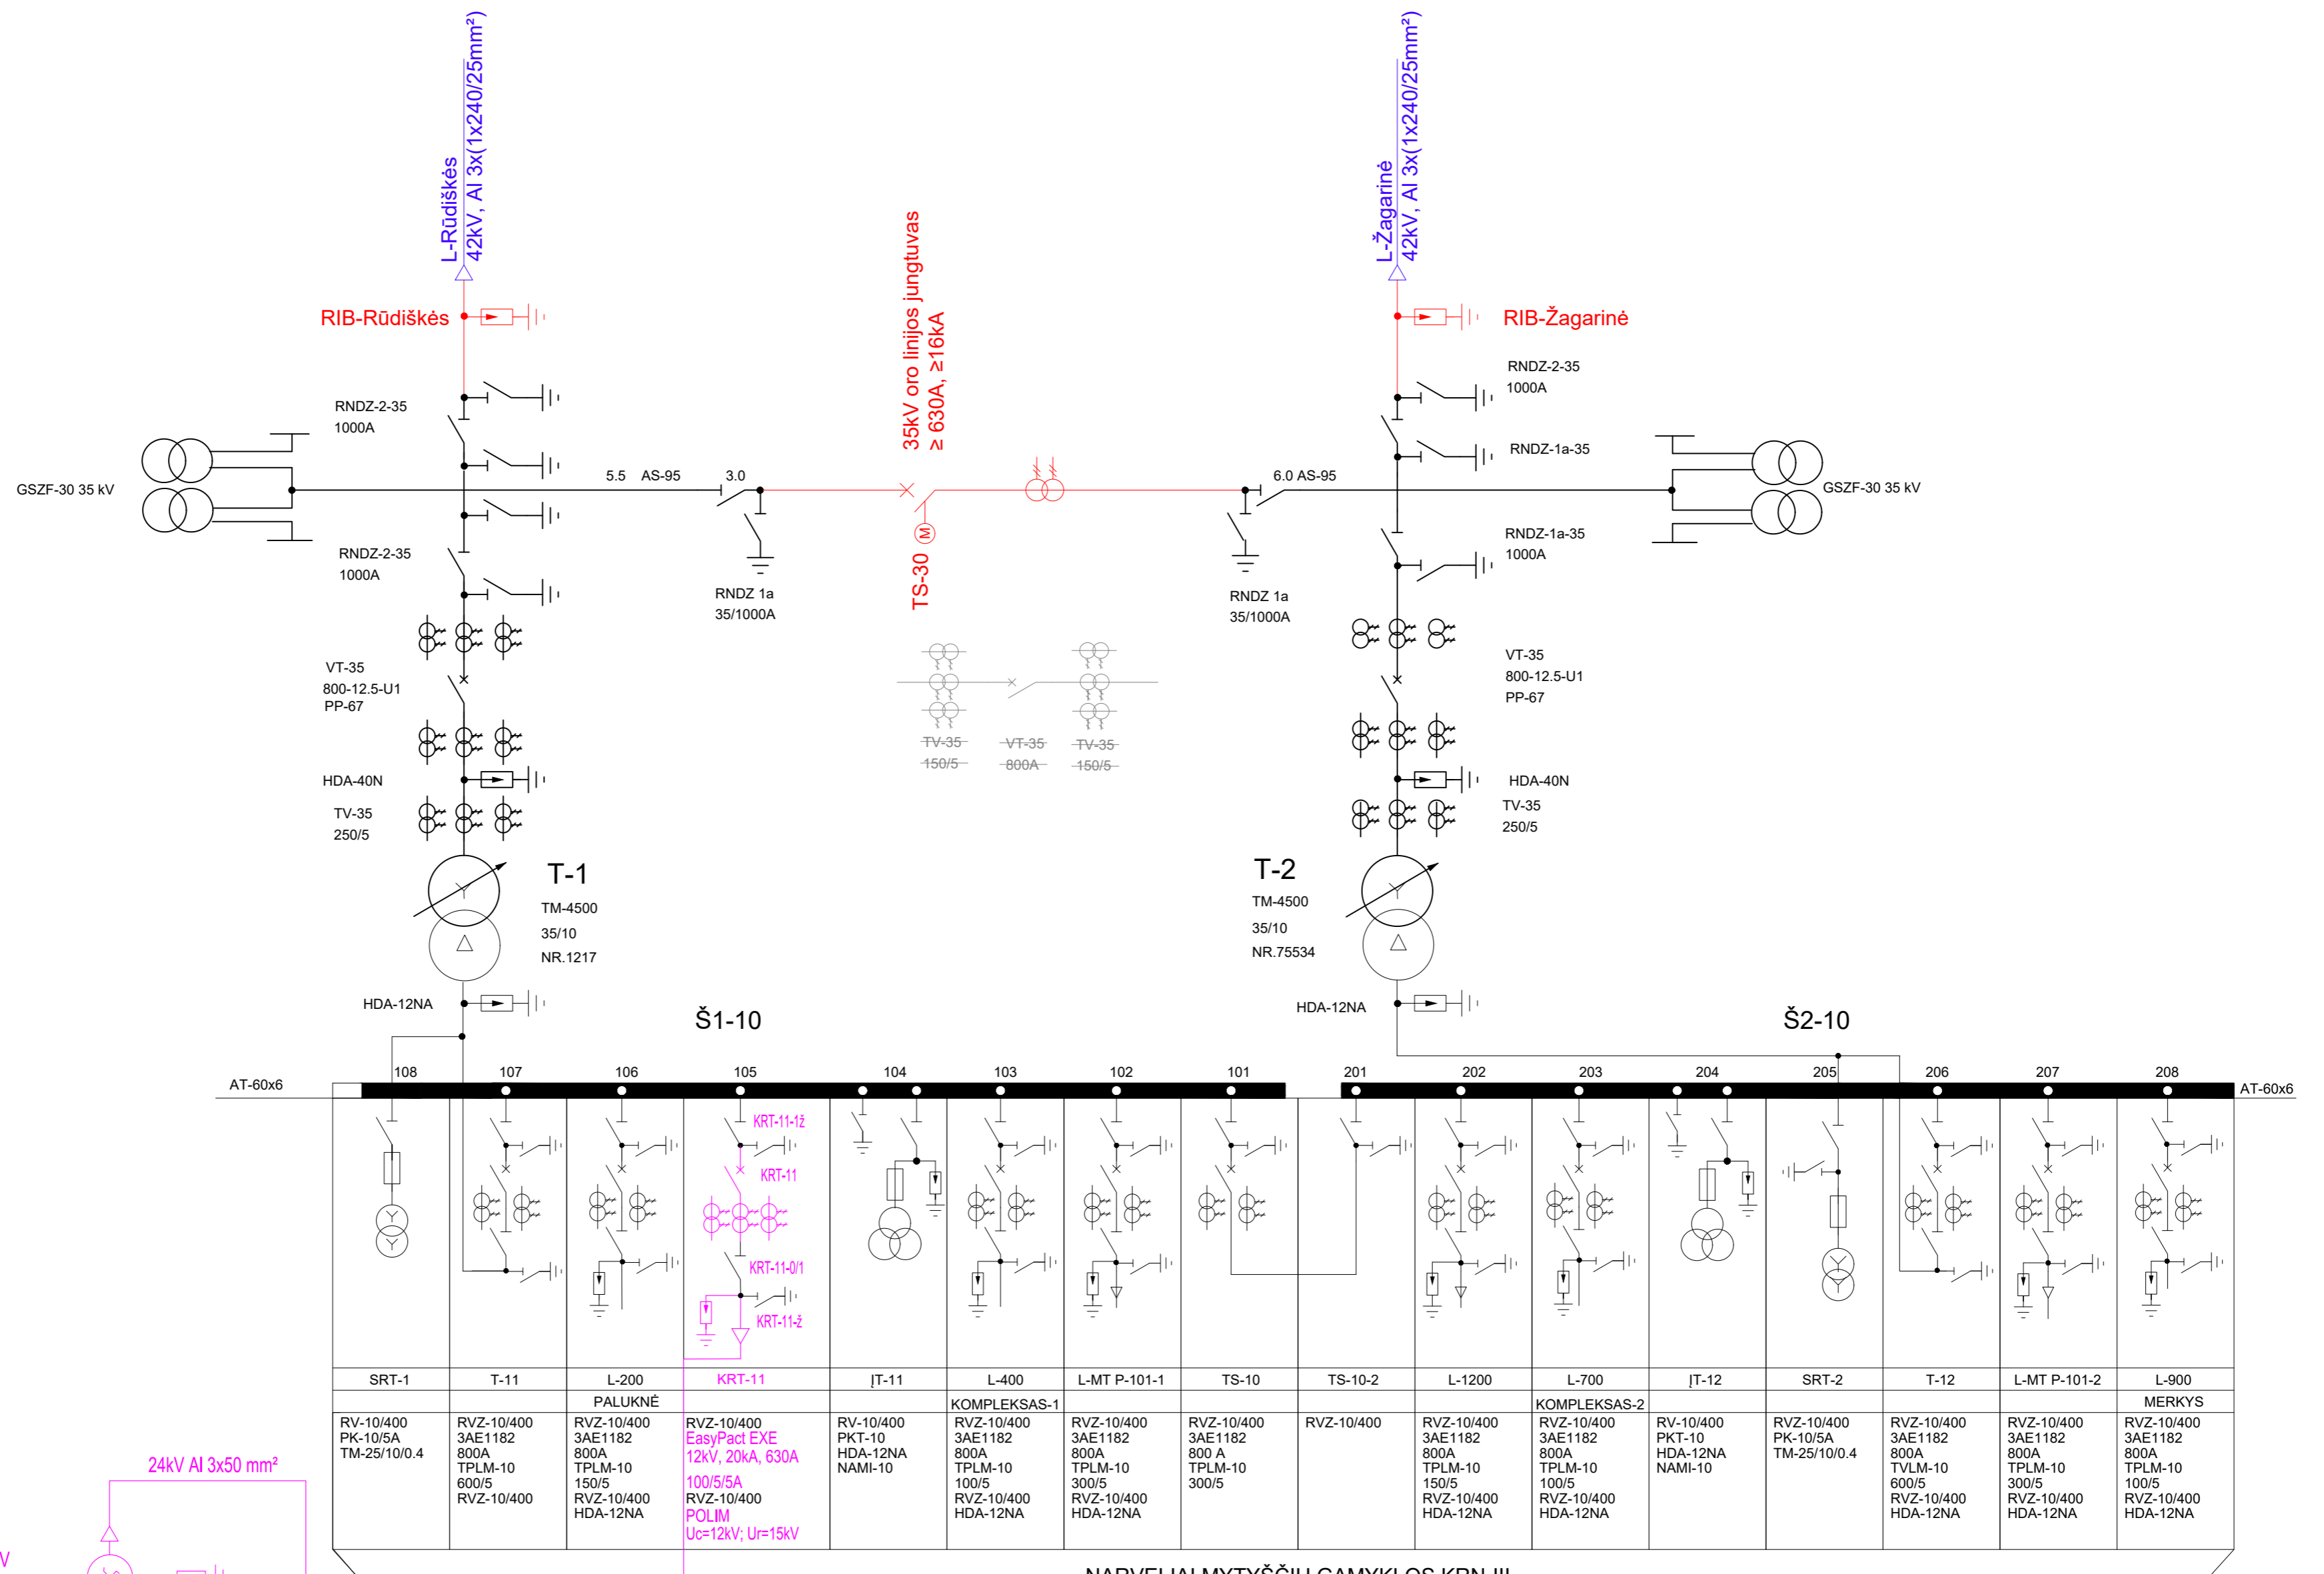 L-Rūdiškės
42kV, Al 3x(1x240/25mm²)
L-Žagarinė
42kV, Al 3x(1x240/25mm²)
RIB-Rūdiškės
RIB-Žagarinė
35kV oro linijos jungtuvas
≥ 630A, ≥16kA
RNDZ-2-35
1000A
RNDZ-2-35
1000A
RNDZ-1a-35
GSZF-30 35 kV
5.5 AS-95
3.0
6.0 AS-95
GSZF-30 35 kV
TS-30
M
RNDZ-2-35
1000A
RNDZ-1a-35
1000A
RNDZ 1a
35/1000A
RNDZ 1a
35/1000A
VT-35
800-12.5-U1
PP-67
VT-35
800-12.5-U1
PP-67
TV-35
150/5
VT-35
800A
TV-35
150/5
HDA-40N
TV-35
250/5
HDA-40N
TV-35
250/5
T-1
TM-4500
35/10
NR.1217
T-2
TM-4500
35/10
NR.75534
HDA-12NA
HDA-12NA
Š1-10
Š2-10
AT-60x6
108 107 106 105 104 103 102 101 201 202 203 204 205 206 207 208
AT-60x6
KRT-11-1ž
KRT-11
KRT-11-0/1
KRT-11-ž
SRT-1 T-11 L-200 KRT-11 ĮT-11 L-400 L-MT P-101-1 TS-10 TS-10-2 L-1200 L-700 ĮT-12 SRT-2 T-12 L-MT P-101-2 L-900
PALUKNĖ KOMPLEKSAS-1 KOMPLEKSAS-2 MERKYS
RV-10/400
PK-10/5A
TM-25/10/0.4
RVZ-10/400
3AE1182
800A
TPLM-10
600/5
RVZ-10/400
RVZ-10/400
3AE1182
800A
TPLM-10
150/5
RVZ-10/400
HDA-12NA
RVZ-10/400
EasyPact EXE
12kV, 20kA, 630A
100/5/5A
RVZ-10/400
POLIM
Uc=12kV; Ur=15kV
RV-10/400
PKT-10
HDA-12NA
NAMI-10
RVZ-10/400
3AE1182
800A
TPLM-10
100/5
RVZ-10/400
HDA-12NA
RVZ-10/400
3AE1182
800A
TPLM-10
300/5
RVZ-10/400
HDA-12NA
RVZ-10/400
3AE1182
800 A
TPLM-10
300/5
RVZ-10/400
RVZ-10/400
3AE1182
800A
TPLM-10
150/5
RVZ-10/400
HDA-12NA
RVZ-10/400
3AE1182
800A
TPLM-10
100/5
RVZ-10/400
HDA-12NA
RV-10/400
PKT-10
HDA-12NA
NAMI-10
RVZ-10/400
PK-10/5A
TM-25/10/0.4
RVZ-10/400
3AE1182
800A
TVLM-10
600/5
RVZ-10/400
HDA-12NA
RVZ-10/400
3AE1182
800A
TPLM-10
300/5
RVZ-10/400
HDA-12NA
RVZ-10/400
3AE1182
800A
TPLM-10
100/5
RVZ-10/400
HDA-12NA
24kV Al 3x50 mm²
NARVELIAI MYTYŠČIŲ GAMYKLOS KRN-III